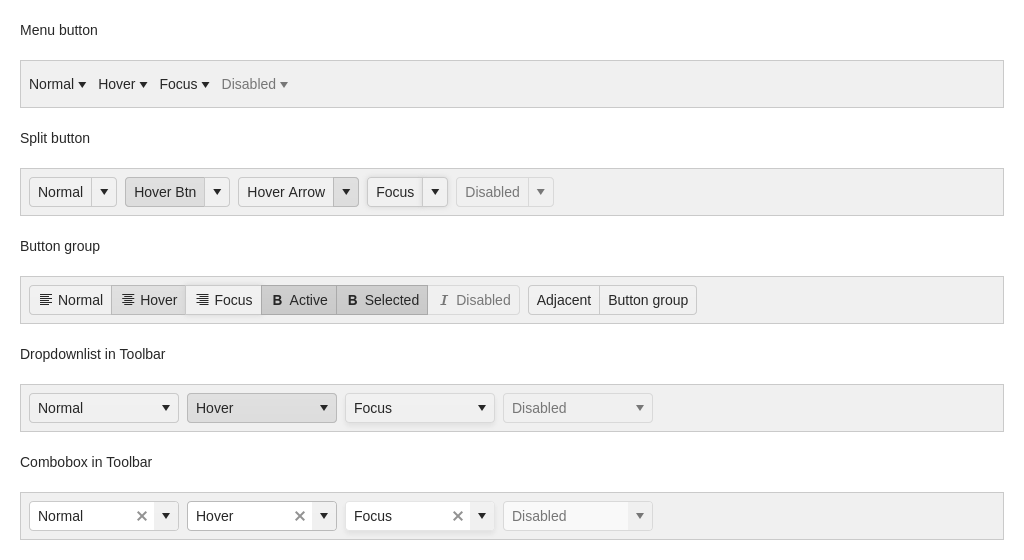 Menu button
Normal Hover Focus Disabled
Split button
Normal Hover Btn Hover Arrow Focus Disabled
Button group
Normal Hover Focus B Active B Selected I Disabled Adjacent Button group
Dropdownlist in Toolbar
Normal Hover Focus Disabled
Combobox in Toolbar
Normal Hover Focus Disabled